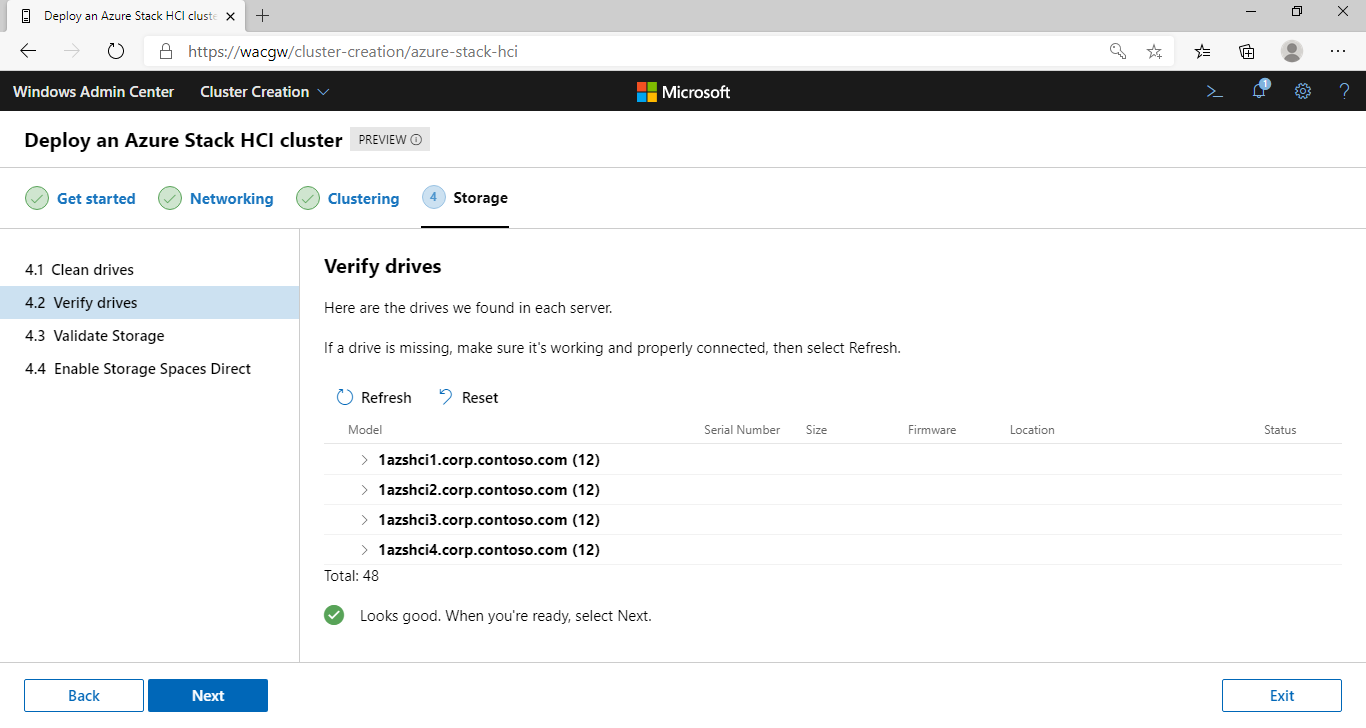 Deploy an Azure Stack HCI cluste
https://wacgw/cluster-creation/azure-stack-hci
Windows Admin Center Cluster Creation Microsoft 1 ?
Deploy an Azure Stack HCI cluster PREVIEW
Get started Networking Clustering 4 Storage
4.1 Clean drives
4.2 Verify drives
4.3 Validate Storage
4.4 Enable Storage Spaces Direct
Verify drives
Here are the drives we found in each server.
If a drive is missing, make sure it's working and properly connected, then select Refresh.
Refresh Reset
Model Serial Number Size Firmware Location Status
1azshci1.corp.contoso.com (12)
1azshci2.corp.contoso.com (12)
1azshci3.corp.contoso.com (12)
1azshci4.corp.contoso.com (12)
Total: 48
Looks good. When you're ready, select Next.
Back Next Exit